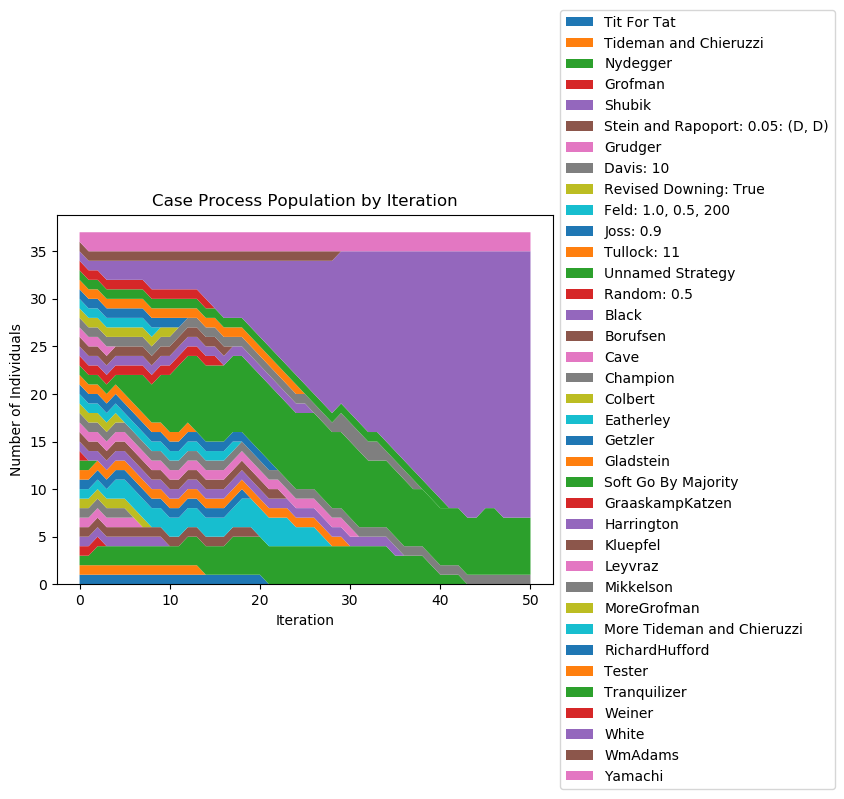 Case Process Population by Iteration
Number of Individuals
35
30
25
20
15
10
5
0
0 10 20 30 40 50
Iteration
Tit For Tat
Tideman and Chieruzzi
Nydegger
Grofman
Shubik
Stein and Rapoport: 0.05: (D, D)
Grudger
Davis: 10
Revised Downing: True
Feld: 1.0, 0.5, 200
Joss: 0.9
Tullock: 11
Unnamed Strategy
Random: 0.5
Black
Borufsen
Cave
Champion
Colbert
Eatherley
Getzler
Gladstein
Soft Go By Majority
GraaskampKatzen
Harrington
Kluepfel
Leyvraz
Mikkelson
MoreGrofman
More Tideman and Chieruzzi
RichardHufford
Tester
Tranquilizer
Weiner
White
WmAdams
Yamachi